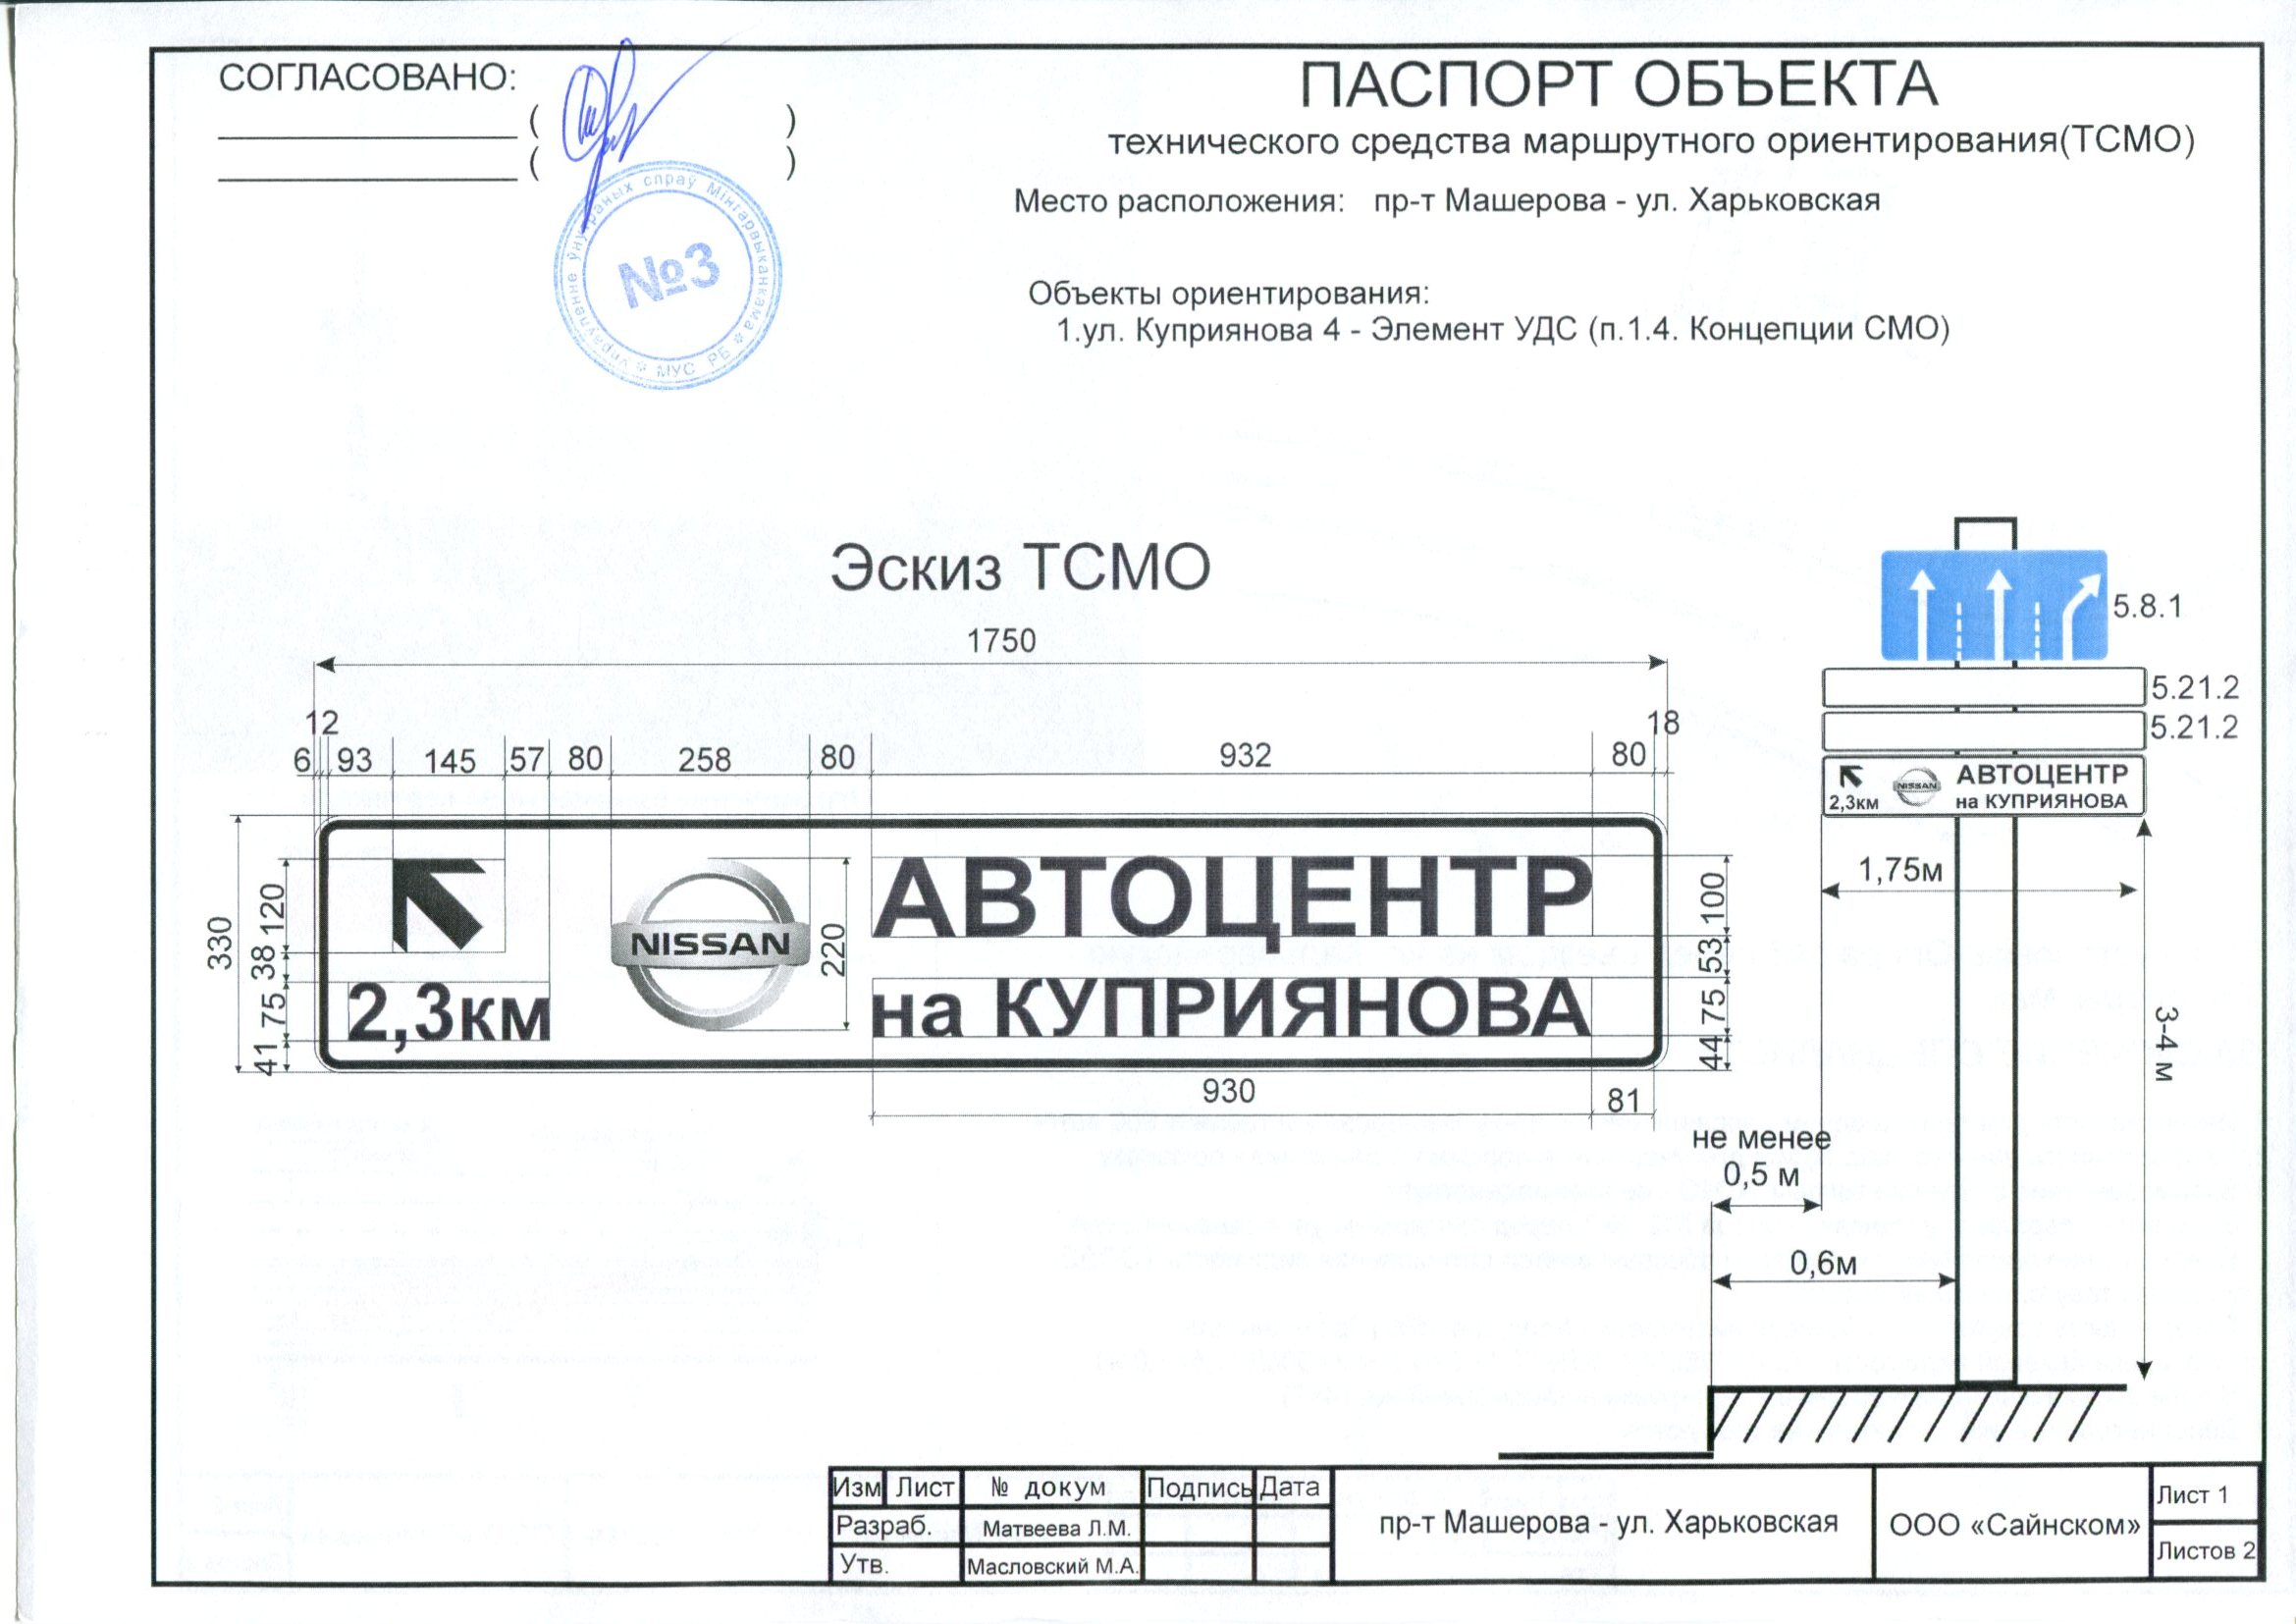 СОГЛАСОВАНО:
( )
( )
упраўленне ўнутраных спраў Мінгарвыканкама * МУС РБ *
№3
ПАСПОРТ ОБЪЕКТА
технического средства маршрутного ориентирования(ТСМО)
Место расположения: пр-т Машерова - ул. Харьковская
Объекты ориентирования:
1.ул. Куприянова 4 - Элемент УДС (п.1.4. Концепции СМО)
Эскиз ТСМО
1750
12
18
6 93 145 57 80 258 80 932 80
330
120
38
75
41
2,3км
NISSAN
220
АВТОЦЕНТР
на КУПРИЯНОВА
100
53
75
44
930
81
5.8.1
5.21.2
5.21.2
2,3км
NISSAN
АВТОЦЕНТР
на КУПРИЯНОВА
1,75м
3-4 м
не менее
0,5 м
0,6м
Изм Лист № докум Подпись Дата
Разраб. Матвеева Л.М.
Утв. Масловский М.А.
пр-т Машерова - ул. Харьковская
ООО «Сайнском»
Лист 1
Листов 2